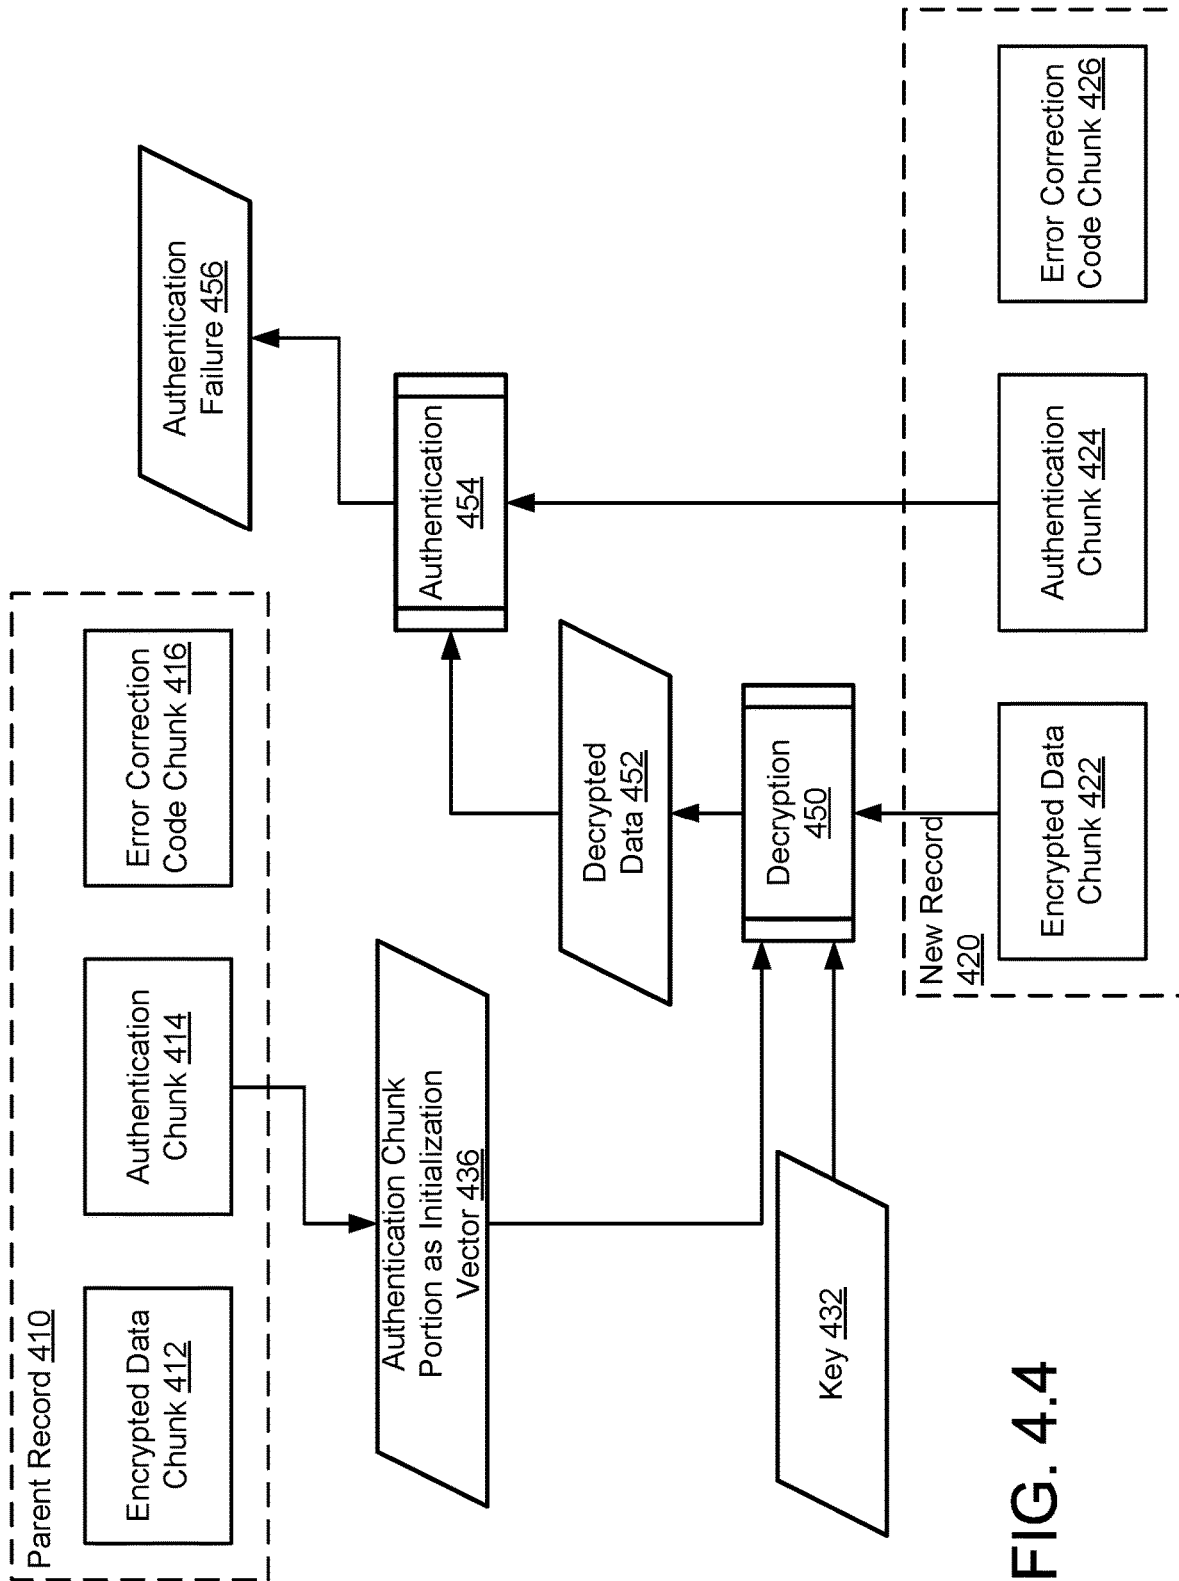 Parent Record 410
Encrypted Data
Chunk 412
Authentication
Chunk 414
Error Correction
Code Chunk 416
Authentication Chunk
Portion as Initialization
Vector 436
Authentication
Failure 456
Authentication
454
Decrypted
Data 452
Key 432
Decryption
450
New Record
420
Encrypted Data
Chunk 422
Authentication
Chunk 424
Error Correction
Code Chunk 426
FIG. 4.4